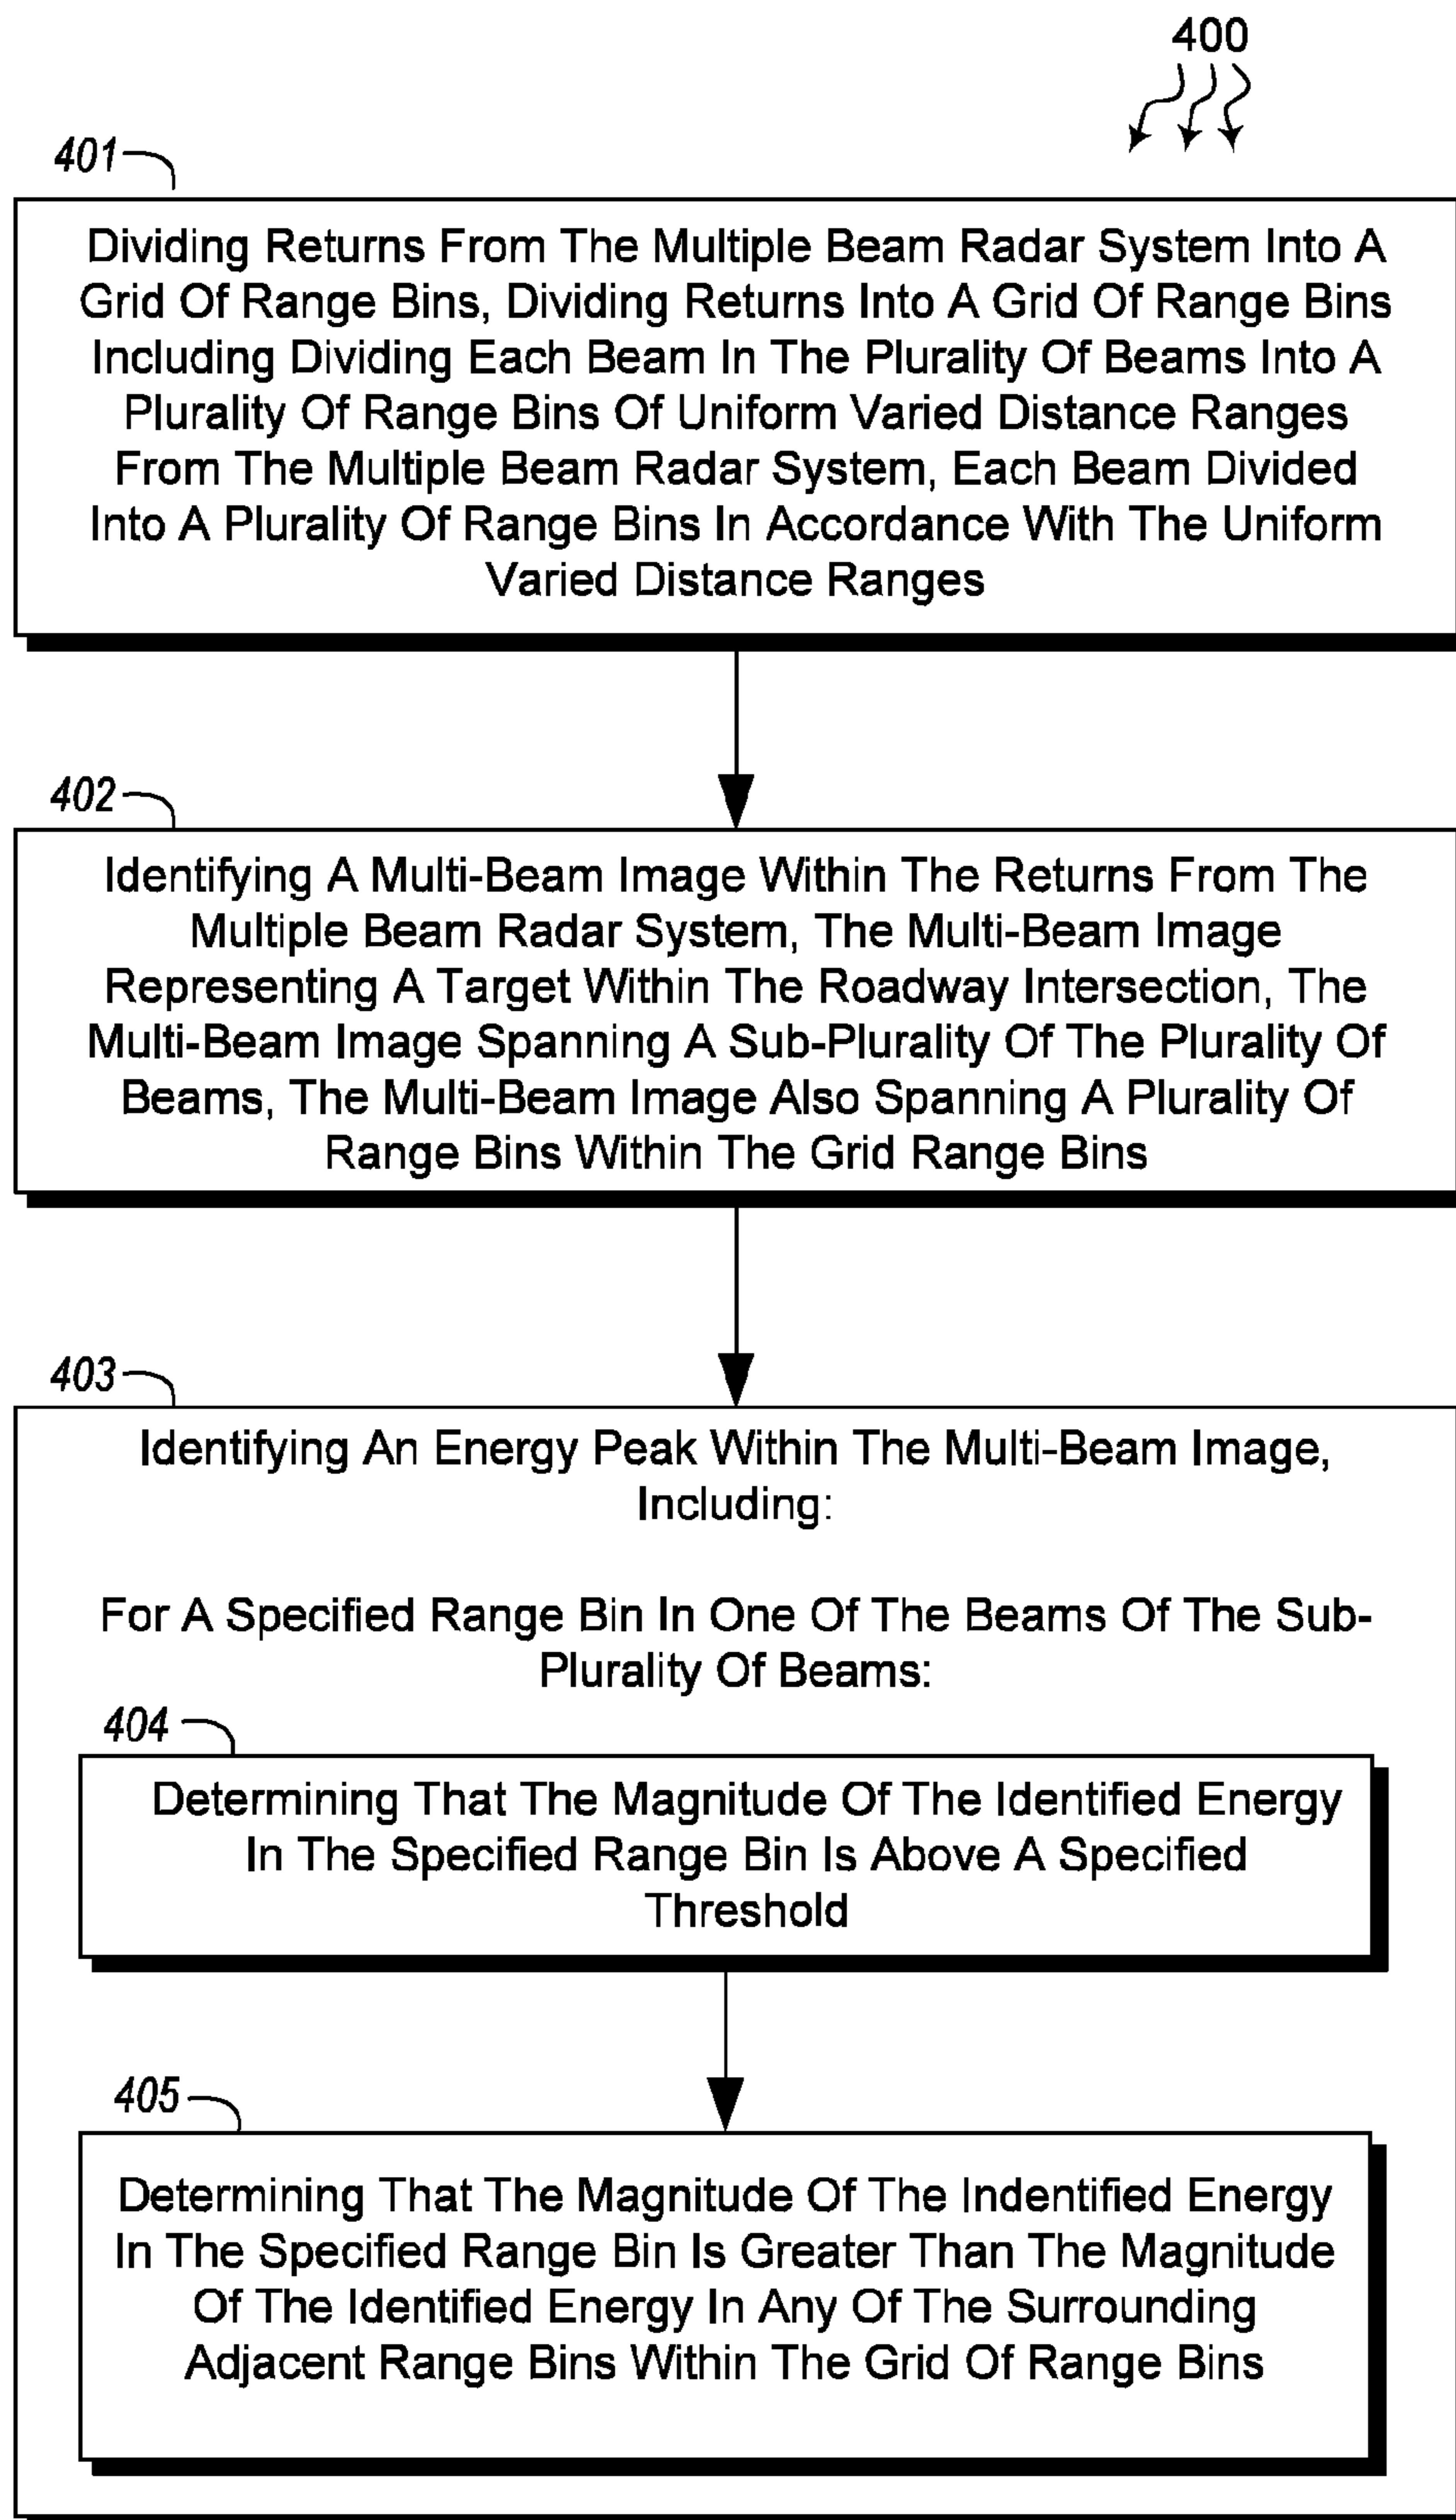 400
401
Dividing Returns From The Multiple Beam Radar System Into A
Grid Of Range Bins, Dividing Returns Into A Grid Of Range Bins
Including Dividing Each Beam In The Plurality Of Beams Into A
Plurality Of Range Bins Of Uniform Varied Distance Ranges
From The Multiple Beam Radar System, Each Beam Divided
Into A Plurality Of Range Bins In Accordance With The Uniform
Varied Distance Ranges
402
Identifying A Multi-Beam Image Within The Returns From The
Multiple Beam Radar System, The Multi-Beam Image
Representing A Target Within The Roadway Intersection, The
Multi-Beam Image Spanning A Sub-Plurality Of The Plurality Of
Beams, The Multi-Beam Image Also Spanning A Plurality Of
Range Bins Within The Grid Range Bins
403
Identifying An Energy Peak Within The Multi-Beam Image,
Including:
For A Specified Range Bin In One Of The Beams Of The Sub-
Plurality Of Beams:
404
Determining That The Magnitude Of The Identified Energy
In The Specified Range Bin Is Above A Specified
Threshold
405
Determining That The Magnitude Of The Indentified Energy
In The Specified Range Bin Is Greater Than The Magnitude
Of The Identified Energy In Any Of The Surrounding
Adjacent Range Bins Within The Grid Of Range Bins